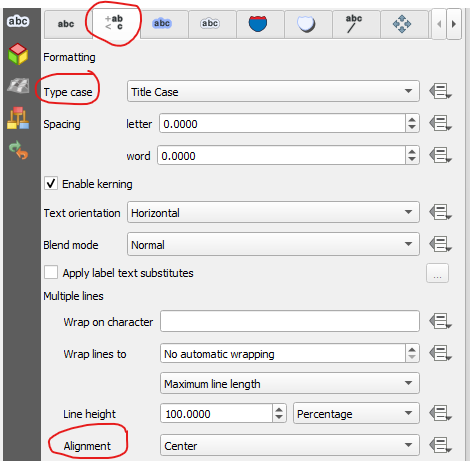 abc
abc
+ab
< c
abc
abc
abc
Formatting
Type case Title Case
Spacing letter 0.0000
word 0.0000
Enable kerning
Text orientation Horizontal
Blend mode Normal
Apply label text substitutes ...
Multiple lines
Wrap on character
Wrap lines to No automatic wrapping
Maximum line length
Line height 100.0000 Percentage
Alignment Center